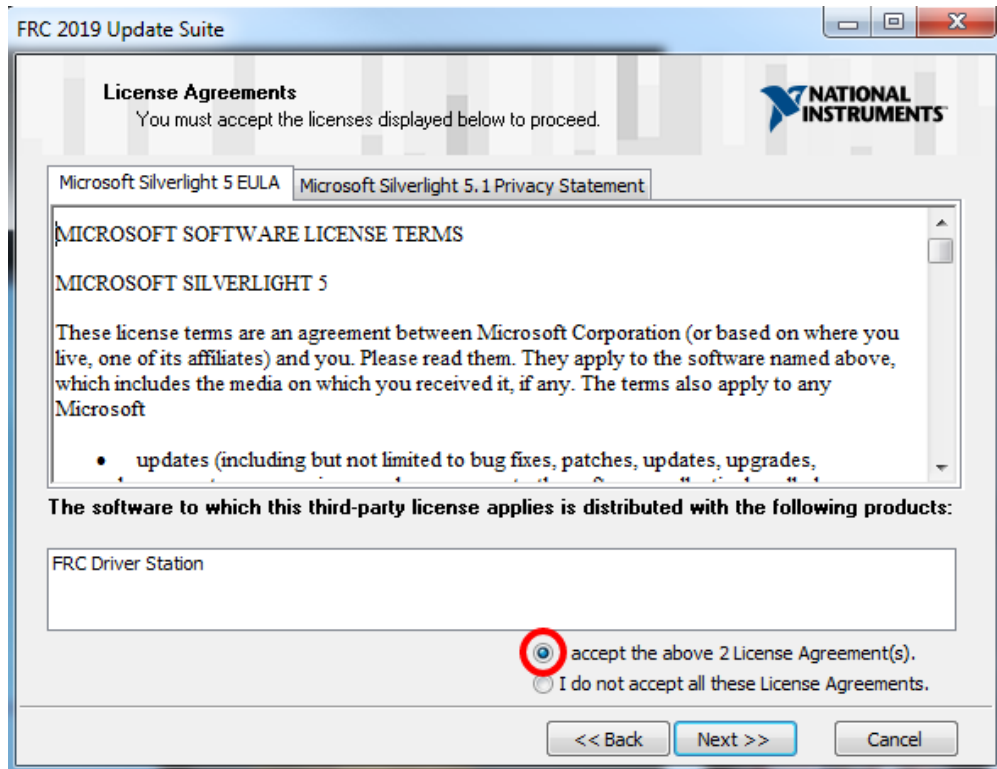 FRC 2019 Update Suite
License Agreements
You must accept the licenses displayed below to proceed.
NATIONAL
INSTRUMENTS
Microsoft Silverlight 5 EULA
Microsoft Silverlight 5.1 Privacy Statement
MICROSOFT SOFTWARE LICENSE TERMS
MICROSOFT SILVERLIGHT 5
These license terms are an agreement between Microsoft Corporation (or based on where you
live, one of its affiliates) and you. Please read them. They apply to the software named above,
which includes the media on which you received it, if any. The terms also apply to any
Microsoft
• updates (including but not limited to bug fixes, patches, updates, upgrades,
The software to which this third-party license applies is distributed with the following products:
FRC Driver Station
accept the above 2 License Agreement(s).
I do not accept all these License Agreements.
<< Back
Next >>
Cancel